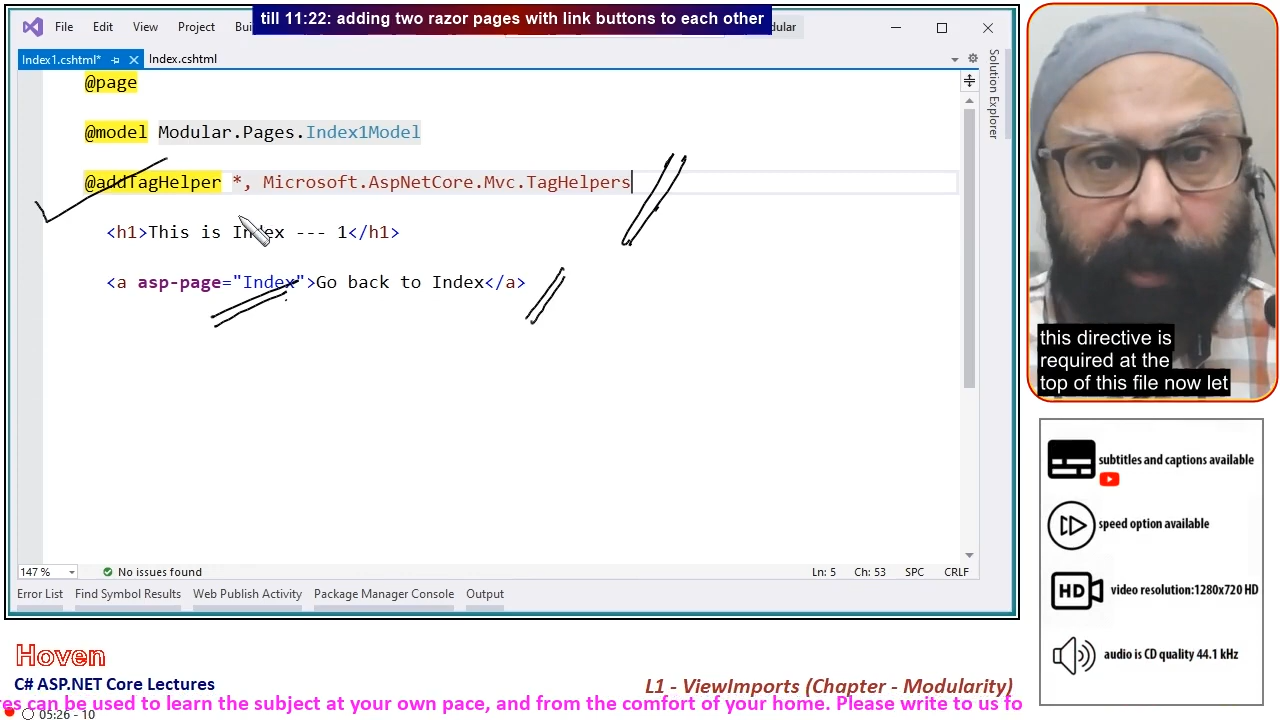 till 11:22: adding two razor pages with link buttons to each other
File Edit View Project
Index1.cshtml* Index.cshtml
@page
@model Modular.Pages.Index1Model
@addTagHelper *, Microsoft.AspNetCore.Mvc.TagHelpers
<h1>This is Index --- 1</h1>
<a asp-page="Index">Go back to Index</a>
Solution Explorer
147 % No issues found Ln: 5 Ch: 53 SPC CRLF
Error List Find Symbol Results Web Publish Activity Package Manager Console Output
this directive is
required at the
top of this file now let
subtitles and captions available
speed option available
HD video resolution:1280x720 HD
audio is CD quality 44.1 kHz
Hoven
C# ASP.NET Core Lectures
L1 - ViewImports (Chapter - Modularity)
can be used to learn the subject at your own pace, and from the comfort of your home. Please write to us fo
05:26 - 10